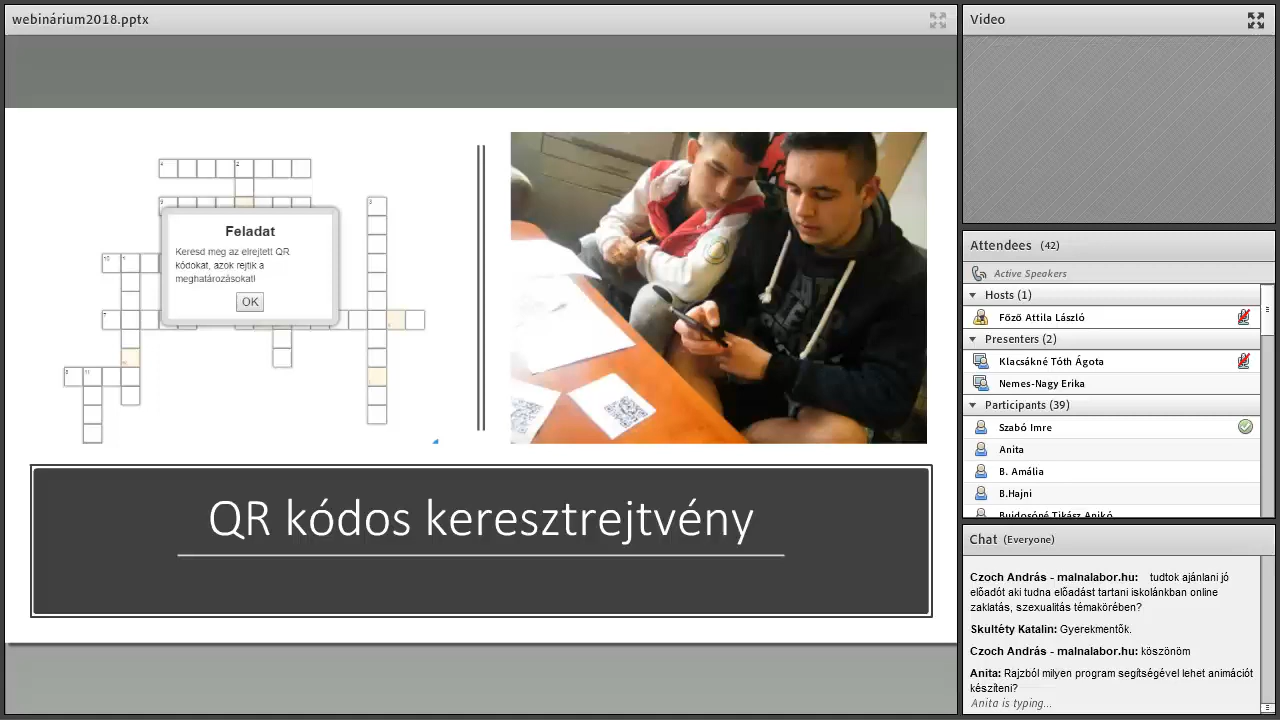 webinárium2018.pptx
Feladat
Keresd meg az elrejtett QR
kódokat, azok rejtik a
meghatározásokat!
OK
QR kódos keresztrejtvény
Video
Attendees (42)
Active Speakers
Hosts (1)
Főző Attila László
Presenters (2)
Klacsákné Tóth Ágota
Nemes-Nagy Erika
Participants (39)
Szabó Imre
Anita
B. Amália
B.Hajni
Bujdosóné Tikász Anikó
Chat (Everyone)
Czoch András - malnalabor.hu: tudtok ajánlani jó
előadót aki tudna előadást tartani iskolánkban online
zaklatás, szexualitás témakörében?
Skultéty Katalin: Gyerekmentők.
Czoch András - malnalabor.hu: köszönöm
Anita: Rajzból milyen program segítségével lehet animációt
készíteni?
Anita is typing...